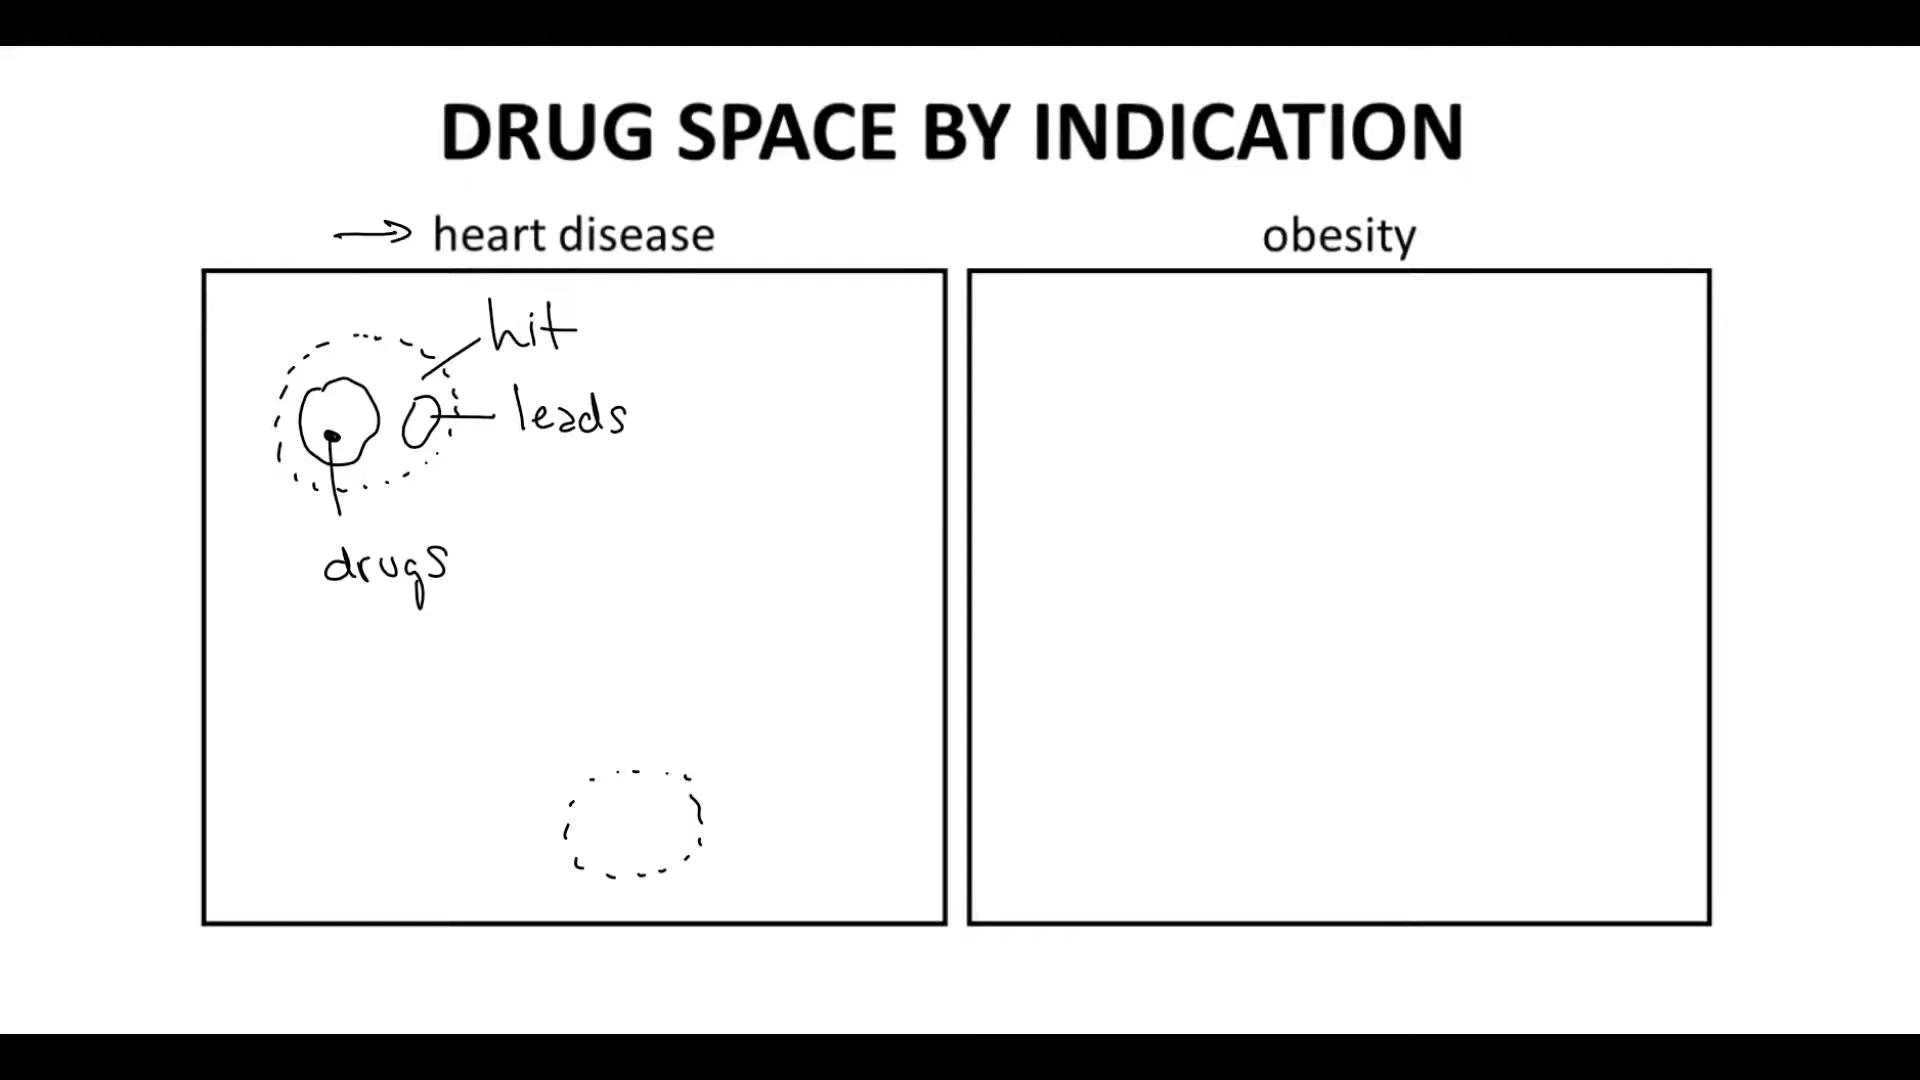 DRUG SPACE BY INDICATION
heart disease
obesity
hit
leads
drugs